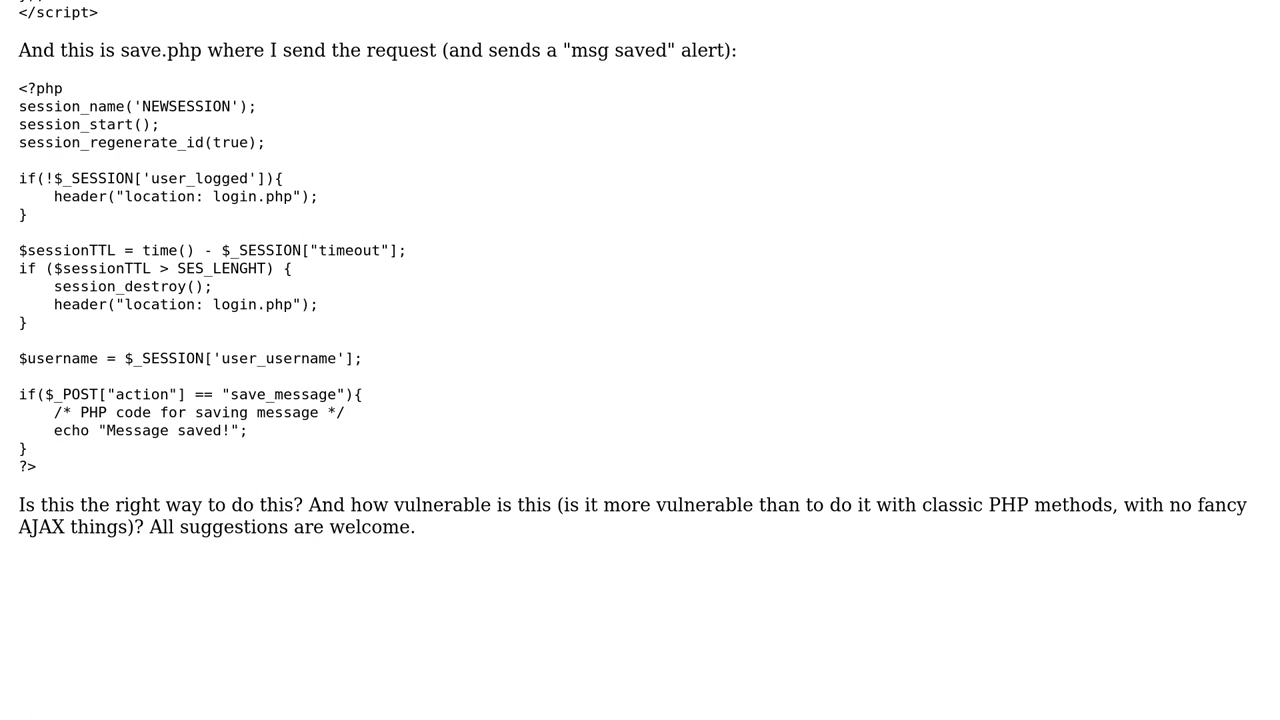 </script>
And this is save.php where I send the request (and sends a "msg saved" alert):
<?php
session_name('NEWSESSION');
session_start();
session_regenerate_id(true);
if(!$_SESSION['user_logged']){
    header("location: login.php");
}
$sessionTTL = time() - $_SESSION["timeout"];
if ($sessionTTL > SES_LENGHT) {
    session_destroy();
    header("location: login.php");
}
$username = $_SESSION['user_username'];
if($_POST["action"] == "save_message"){
    /* PHP code for saving message */
    echo "Message saved!";
}
?>
Is this the right way to do this? And how vulnerable is this (is it more vulnerable than to do it with classic PHP methods, with no fancy
AJAX things)? All suggestions are welcome.